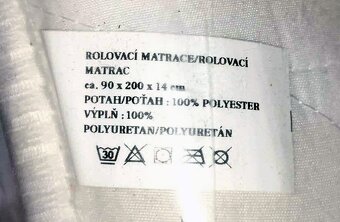 ROLOVACÍ MATRACE/ROLOVACÍ
MATRAC
ca. 90 x 200 x 14 cm
POTAH/POŤAH : 100% POLYESTER
VÝPLŇ : 100%
POLYURETAN/POLYURETÁN
30